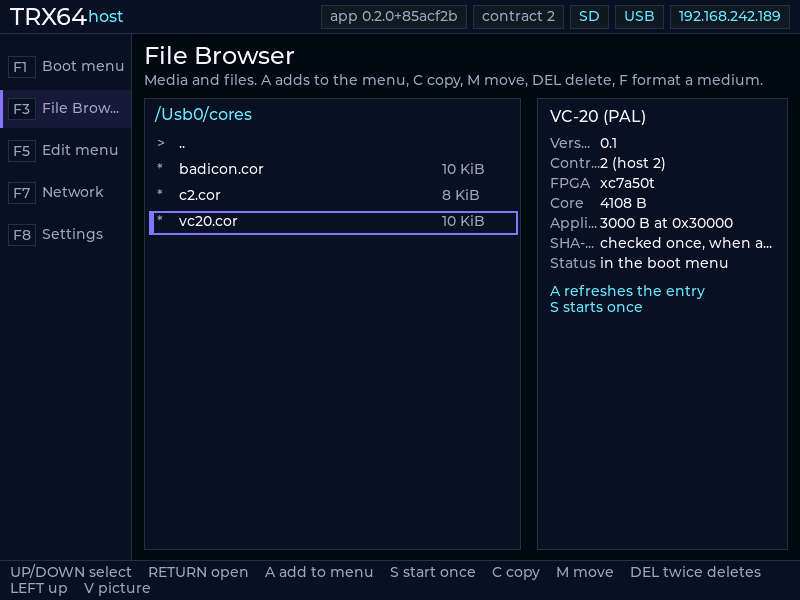 TRX64host app 0.2.0+85acf2b contract 2 SD USB 192.168.242.189
F1 Boot menu
F3 File Brow...
F5 Edit menu
F7 Network
F8 Settings
File Browser
Media and files. A adds to the menu, C copy, M move, DEL delete, F format a medium.
/Usb0/cores
> ..
* badicon.cor 10 KiB
* c2.cor 8 KiB
* vc20.cor 10 KiB
VC-20 (PAL)
Vers... 0.1
Contr...2 (host 2)
FPGA xc7a50t
Core 4108 B
Appli... 3000 B at 0x30000
SHA-... checked once, when a...
Status in the boot menu
A refreshes the entry
S starts once
UP/DOWN select RETURN open A add to menu S start once C copy M move DEL twice deletes
LEFT up V picture